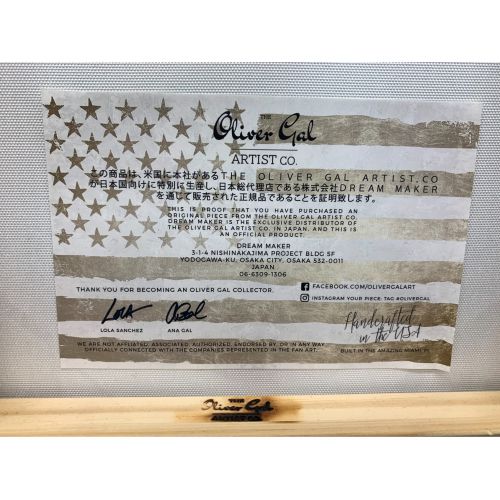 THE
Oliver Gal
ARTIST CO.
この商品は、米国に本社があるTHE OLIVER GAL ARTIST.CO
が日本国向けに特別に生産し、日本総代理店である株式会社DREAM MAKER
を通じて販売された正規品であることを証明致します。
THIS IS PROOF THAT YOU HAVE PURCHASED AN
ORIGINAL PIECE FROM THE OLIVER GAL ARTIST CO.
DREAM MAKER IS THE EXCLUSIVE DISTRIBUTOR OF
THE OLIVER GAL ARTIST CO. IN JAPAN, AND THIS IS
AN OFFICIAL PRODUCT.
DREAM MAKER
3-1-4 NISHINAKAJIMA PROJECT BLDG 5F
YODOGAWA-KU, OSAKA CITY, OSAKA 532-0011
JAPAN
06-6309-1306
THANK YOU FOR BECOMING AN OLIVER GAL COLLECTOR.
FACEBOOK.COM/OLIVERGALART
INSTAGRAM YOUR PIECE: TAG #OLIVERGAL
LOLA SANCHEZ
ANA GAL
Handcrafted
in the USA
WE ARE NOT AFFILIATED, ASSOCIATED, AUTHORIZED, ENDORSED BY, OR IN ANY WAY
OFFICIALLY CONNECTED WITH THE COMPANIES REPRESENTED IN THE FAN ART.
BUILT IN THE AMAZING MIAMI, FL
THE
Oliver Gal
ARTIST CO.